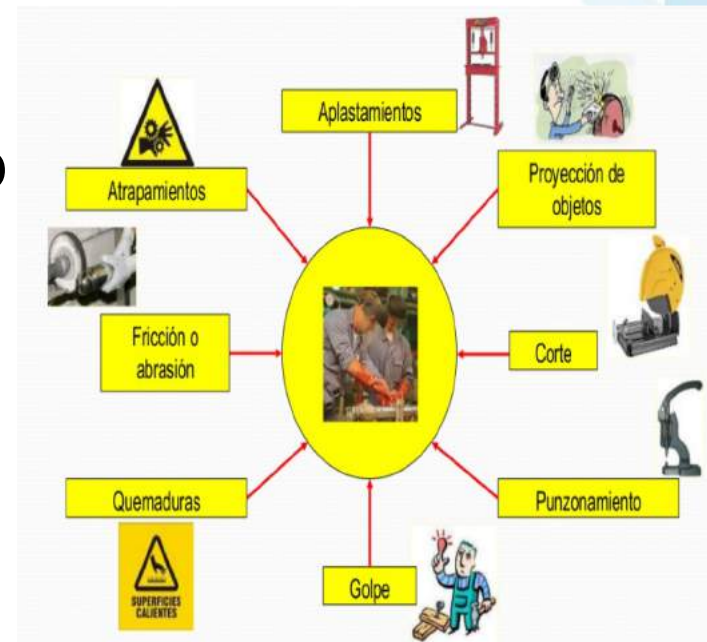 Aplastamientos
Proyección de
objetos
Atrapamientos
Fricción o
abrasión
Corte
Quemaduras
Punzonamiento
Golpe
SUPERFICIES
CALIENTES